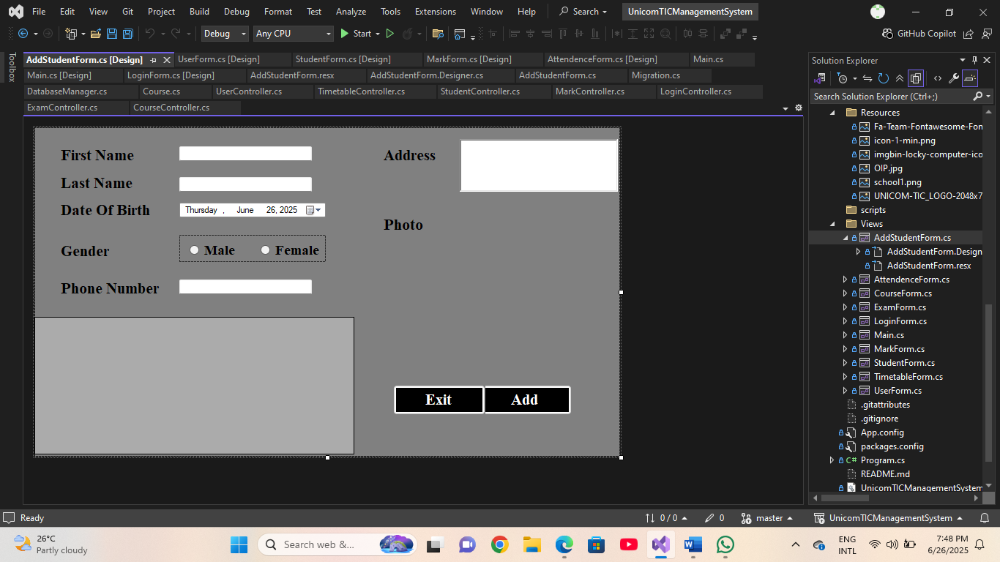 File Edit View Git Project Build Debug Format Test Analyze Tools Extensions Window Help Search UnicomTICManagementSystem
Debug Any CPU Start GitHub Copilot
Toolbox
AddStudentForm.cs [Design] UserForm.cs [Design] StudentForm.cs [Design] MarkForm.cs [Design] AttendenceForm.cs [Design] Main.cs
Main.cs [Design] LoginForm.cs [Design] AddStudentForm.resx AddStudentForm.Designer.cs AddStudentForm.cs Migration.cs
DatabaseManager.cs Course.cs UserController.cs TimetableController.cs StudentController.cs MarkController.cs LoginController.cs
ExamController.cs CourseController.cs
First Name
Last Name
Date Of Birth Thursday , June 26, 2025
Gender Male Female
Phone Number
Address
Photo
Exit Add
Solution Explorer
Search Solution Explorer (Ctrl+;)
Resources
Fa-Team-Fontawesome-Fon
icon-1-min.png
imgbin-locky-computer-ico
OIP.jpg
school1.png
UNICOM-TIC_LOGO-2048x7
scripts
Views
AddStudentForm.cs
AddStudentForm.Design
AddStudentForm.resx
AttendenceForm.cs
CourseForm.cs
ExamForm.cs
LoginForm.cs
Main.cs
MarkForm.cs
StudentForm.cs
TimetableForm.cs
UserForm.cs
.gitattributes
.gitignore
App.config
packages.config
C# Program.cs
README.md
UnicomTICManagementSystem
Ready 0 / 0 0 master UnicomTICManagementSystem
26°C
Partly cloudy
Search web &...
ENG
INTL
7:48 PM
6/26/2025